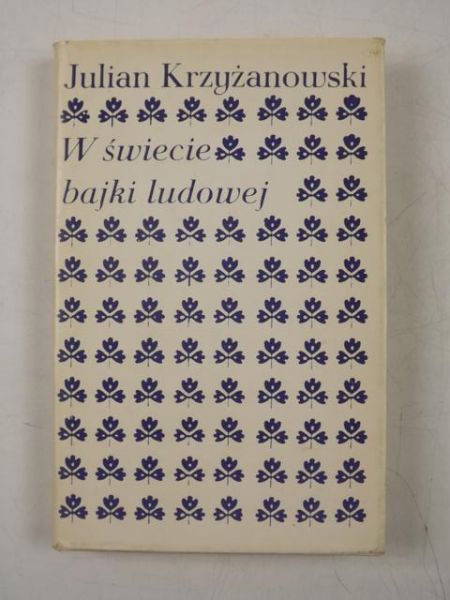 Julian Krzyżanowski
W świecie
bajki ludowej